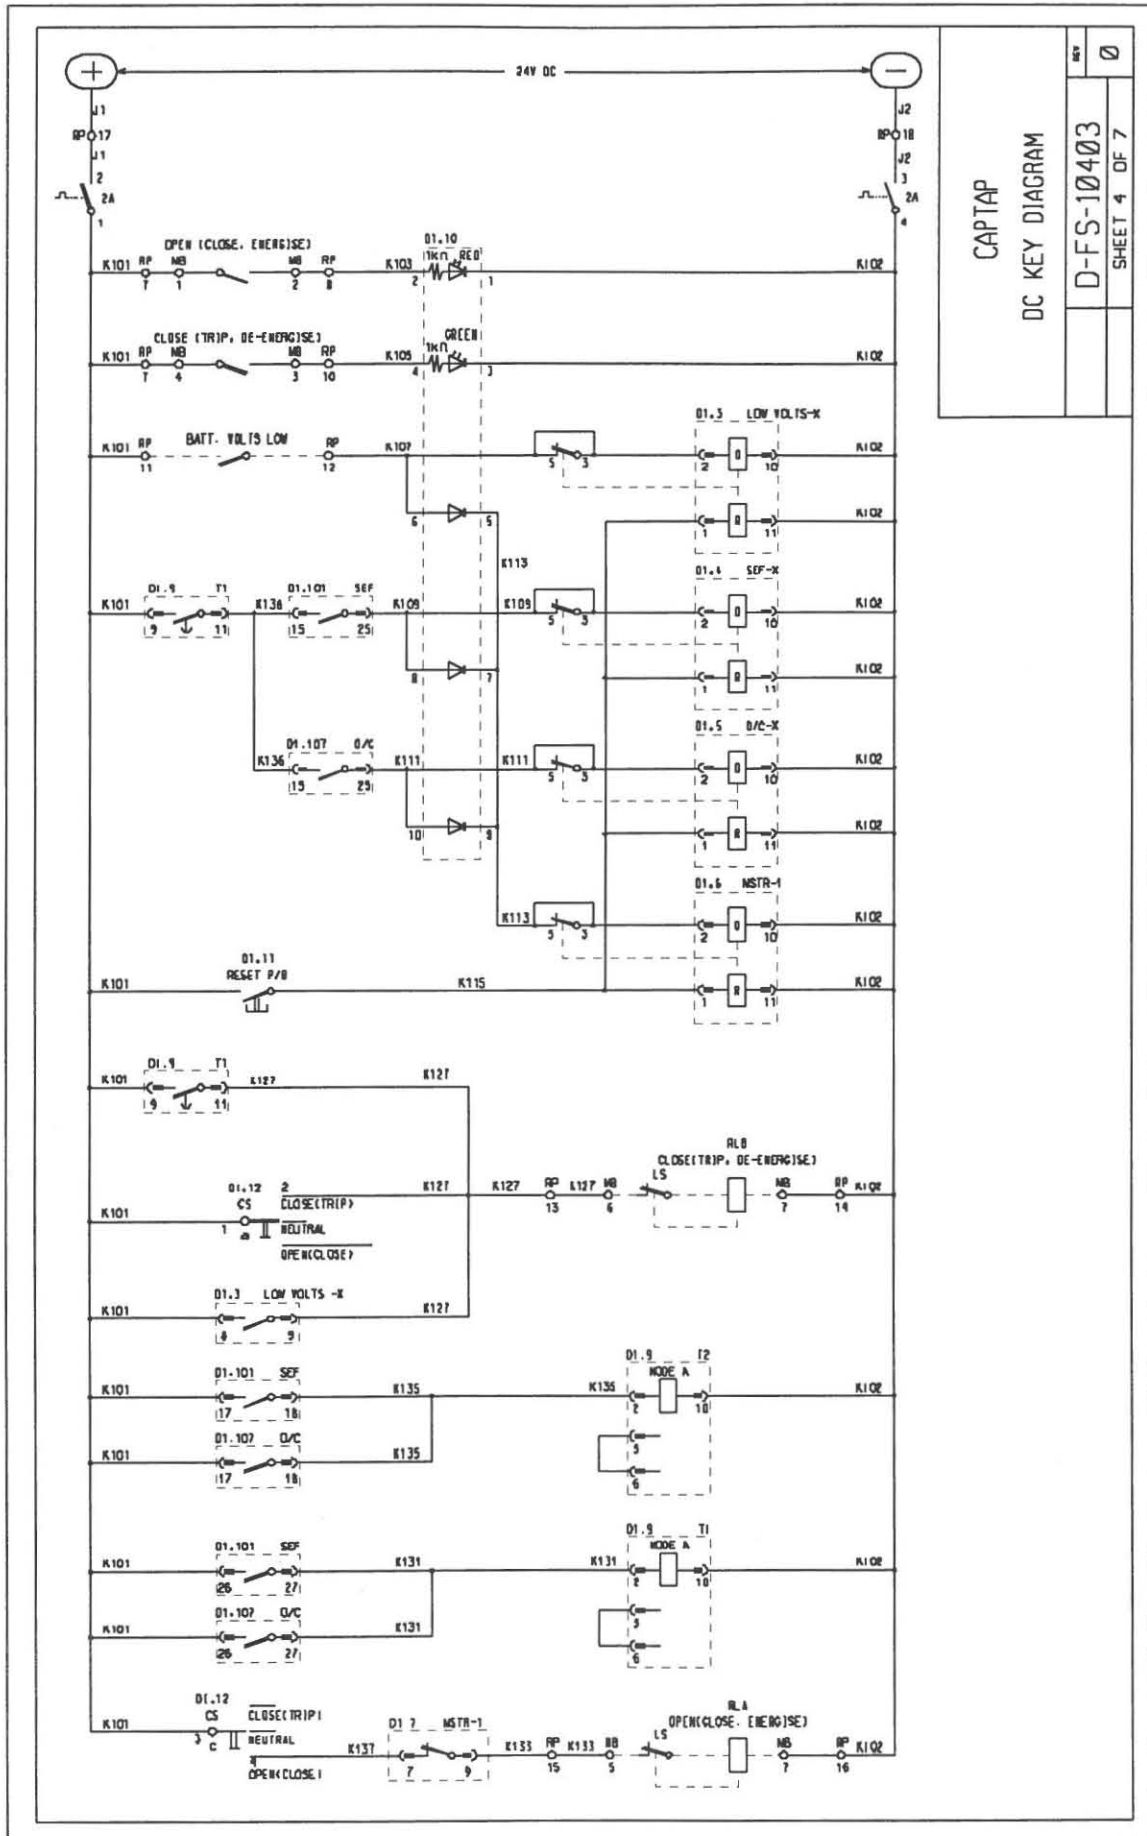 24V DC
+
−
J1
J2
RP 17
RP 18
J1
J2
2
3
2A
2A
1
4
OPEN (CLOSE, ENERGISE)
D1.10
K101 RP MB MB RP K103 1KΩ RED K102
7 1 2 8 2 1
CLOSE (TRIP, DE-ENERGISE)
GREEN
K101 RP MB MB RP K105 1KΩ K102
7 4 3 10 4 3
D1.3 LOW VOLTS-X
K101 RP BATT. VOLTS LOW RP K107 K102
11 12 5 3 2 O 10
6 5 K102
1 R 11
K113
D1.4 SEF-X
D1.9 T1 D1.101 SEF
K101 K136 K109 K109 K102
9 11 15 25 5 3 2 O 10
8 7 K102
1 R 11
D1.5 O/C-X
D1.107 O/C
K136 K111 K111 K102
15 25 5 3 2 O 10
10 9 K102
1 R 11
D1.6 MSTR-1
K113 K102
5 3 2 O 10
D1.11
RESET P/B
K101 K115 K102
1 R 11
D1.9 T1
K101 K127 K127
9 11
RLB
CLOSE(TRIP, DE-ENERGISE)
D1.12 2 K127 K127 RP K127 MB LS MB RP K102
CS CLOSE(TRIP) 13 6 7 14
K101 1 a NEUTRAL
OPEN(CLOSE)
D1.3 LOW VOLTS -X
K101 K127
9
D1.101 SEF D1.9 T2
K101 K135 K135 MODE A K102
17 18 2 10
D1.107 O/C
K101 K135 5
17 18 6
D1.101 SEF D1.9 T1
K101 K131 K131 MODE A K102
26 27 2 10
D1.107 O/C
K101 K131 5
26 27 6
D1.12
CS CLOSE(TRIP)
K101 3 C NEUTRAL
4
OPEN(CLOSE)
D1 7 MSTR-1
K137 K133
7 9
RLA
OPEN(CLOSE. ENERGISE)
RP K133 MB LS MB RP K102
15 5 7 16
CAPTAP
DC KEY DIAGRAM
REV 0
D-FS-10403
SHEET 4 OF 7